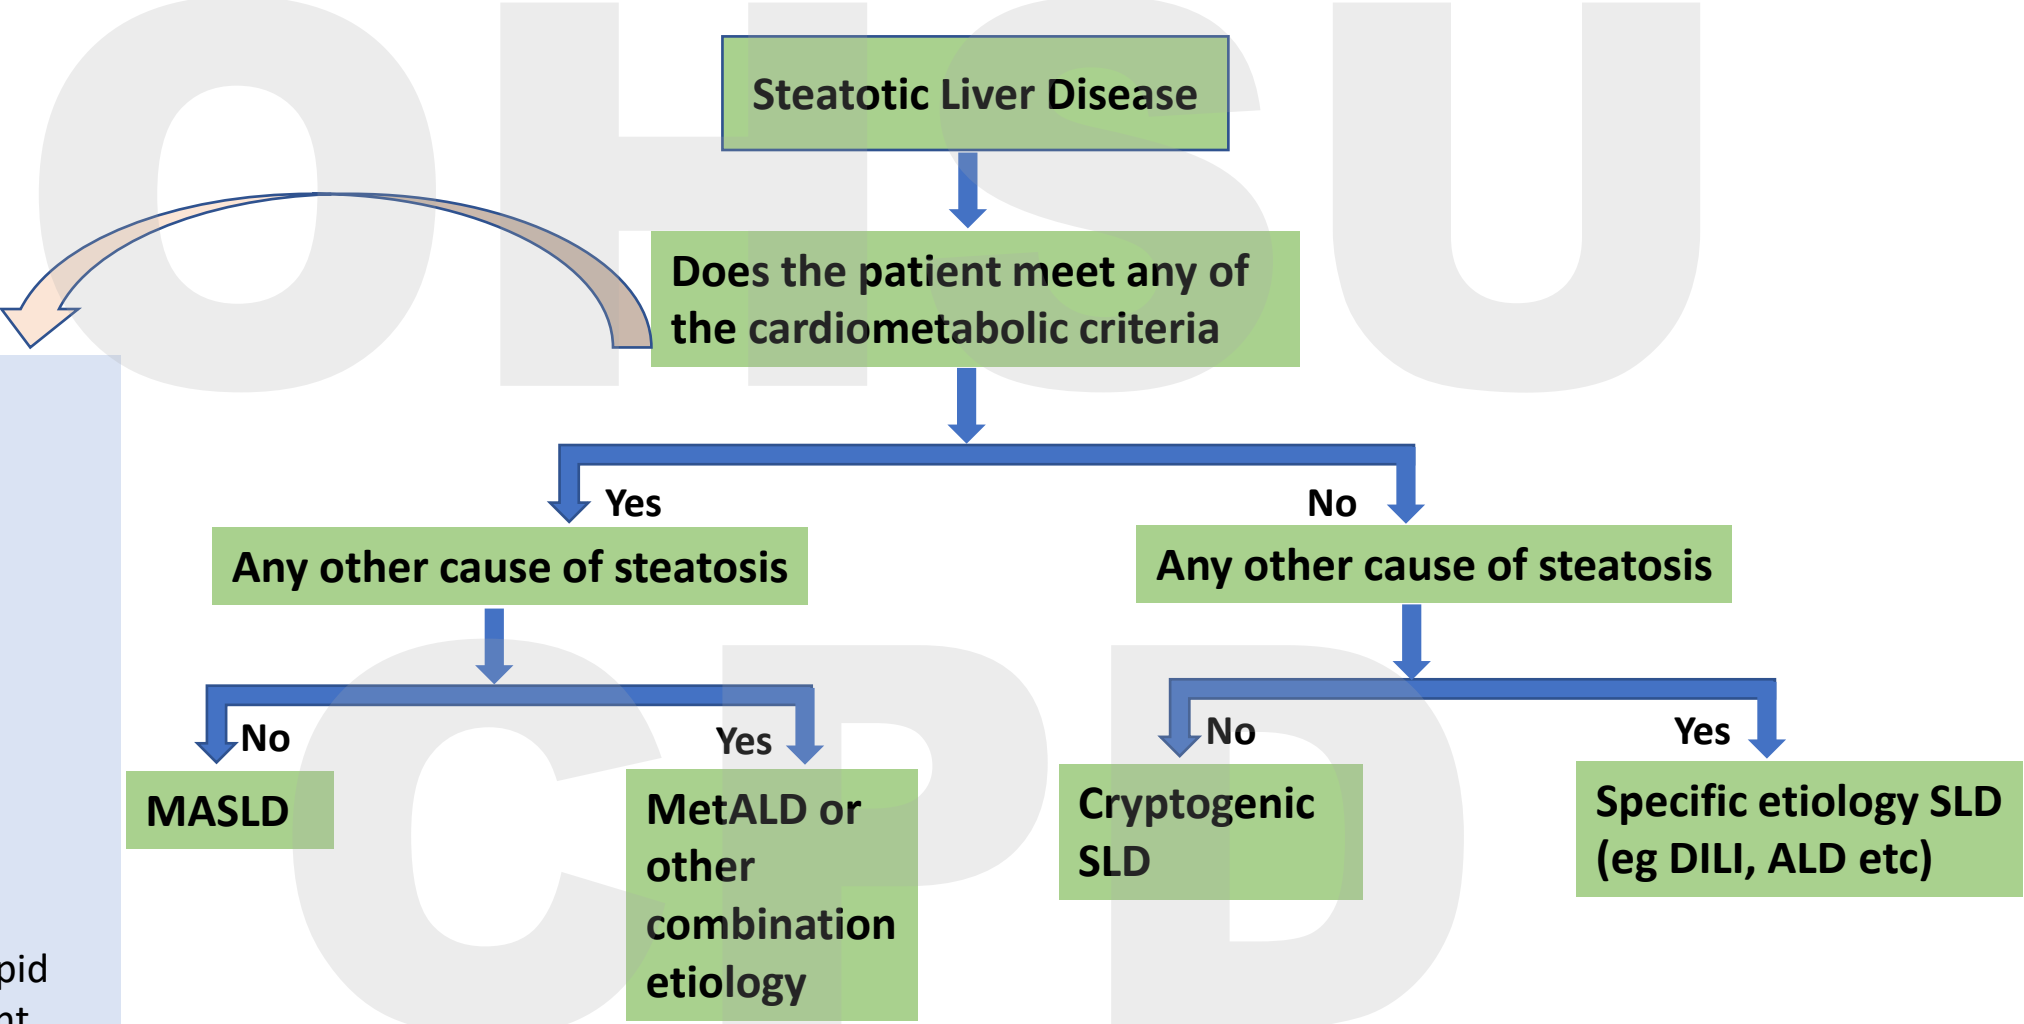 OHSU
Steatotic Liver Disease
Does the patient meet any of
the cardiometabolic criteria
Yes
No
Any other cause of steatosis
Any other cause of steatosis
No
Yes
No
Yes
MASLD
MetALD or
other
combination
etiology
Cryptogenic
SLD
Specific etiology SLD
(eg DILI, ALD etc)
CPD
pid